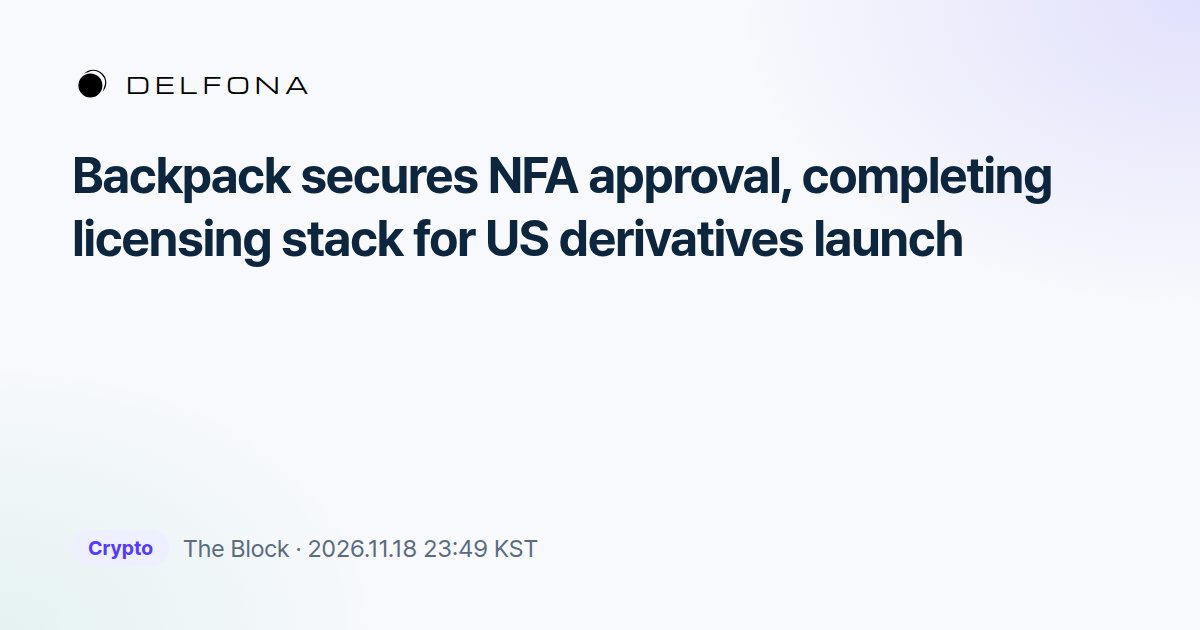 DELFONA
Backpack secures NFA approval, completing
licensing stack for US derivatives launch
Crypto The Block · 2026.11.18 23:49 KST